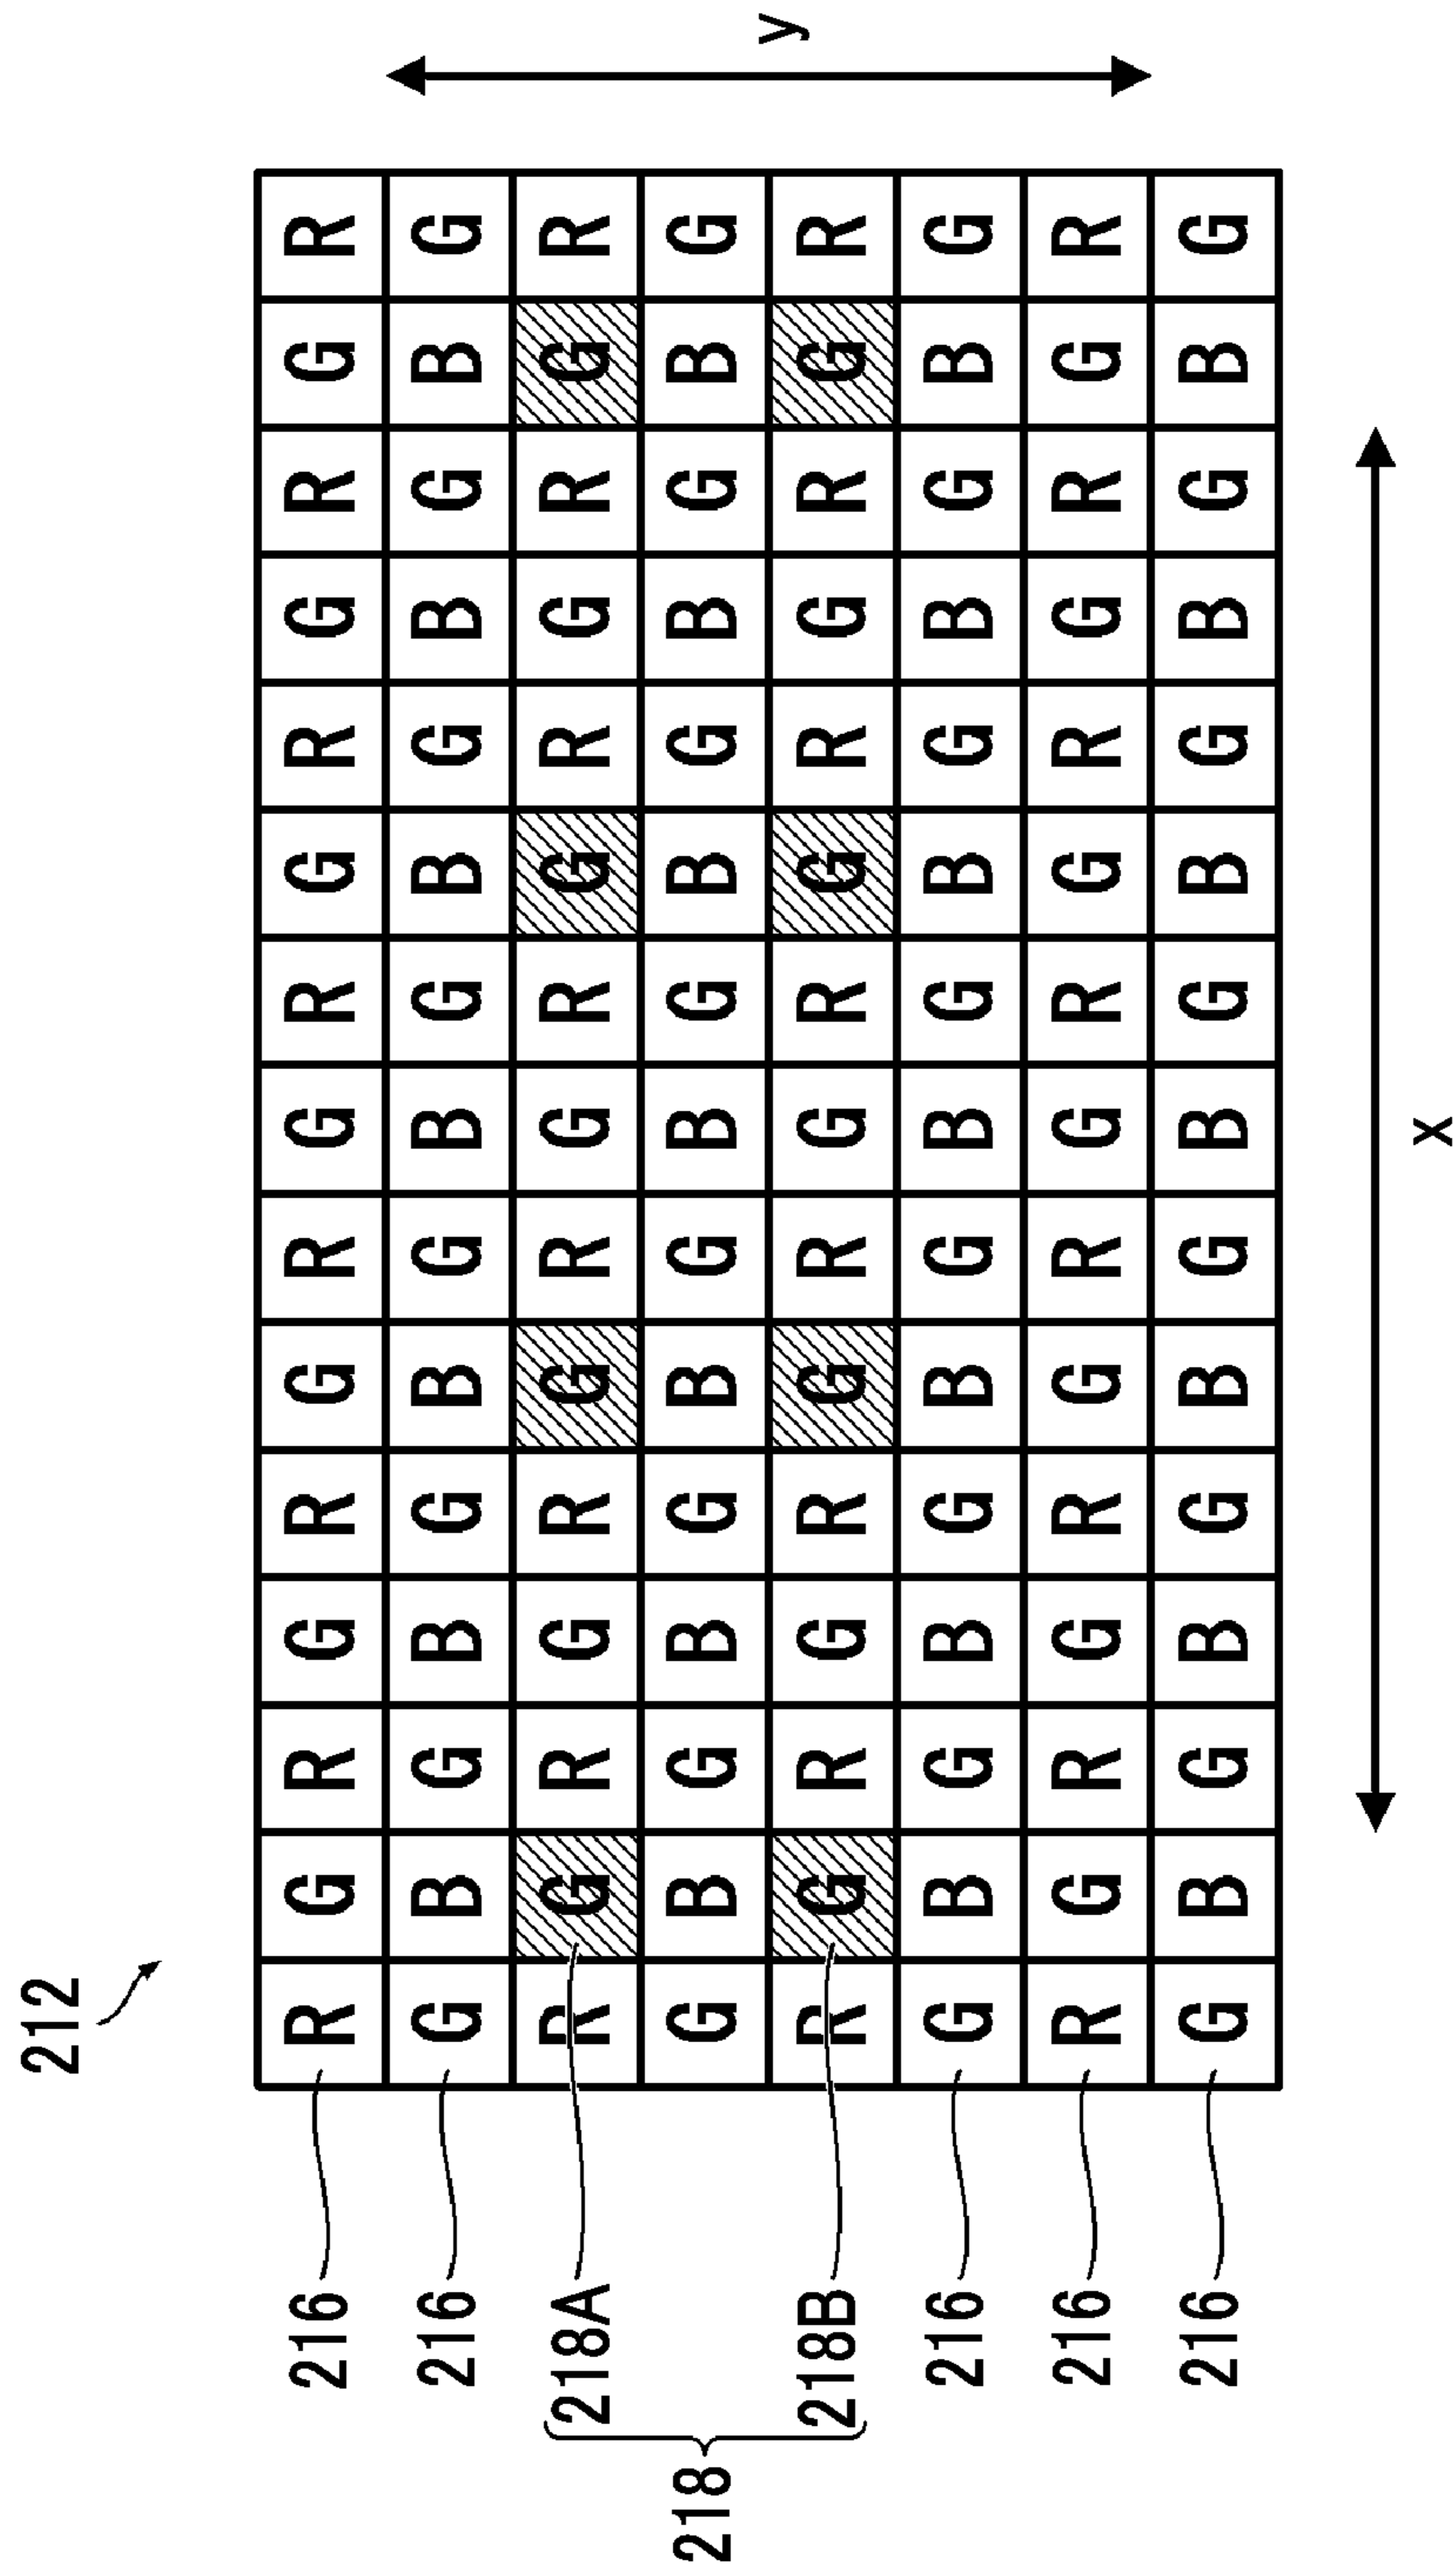 212
216 R G R G R G R G R G R G R G R
216 G B G B G B G B G B G B G B G
218A R G R G R G R G R G R G R G R
218 G B G B G B G B G B G B G B G
y
218B R G R G R G R G R G R G R G R
216 G B G B G B G B G B G B G B G
216 R G R G R G R G R G R G R G R
216 G B G B G B G B G B G B G B G
x